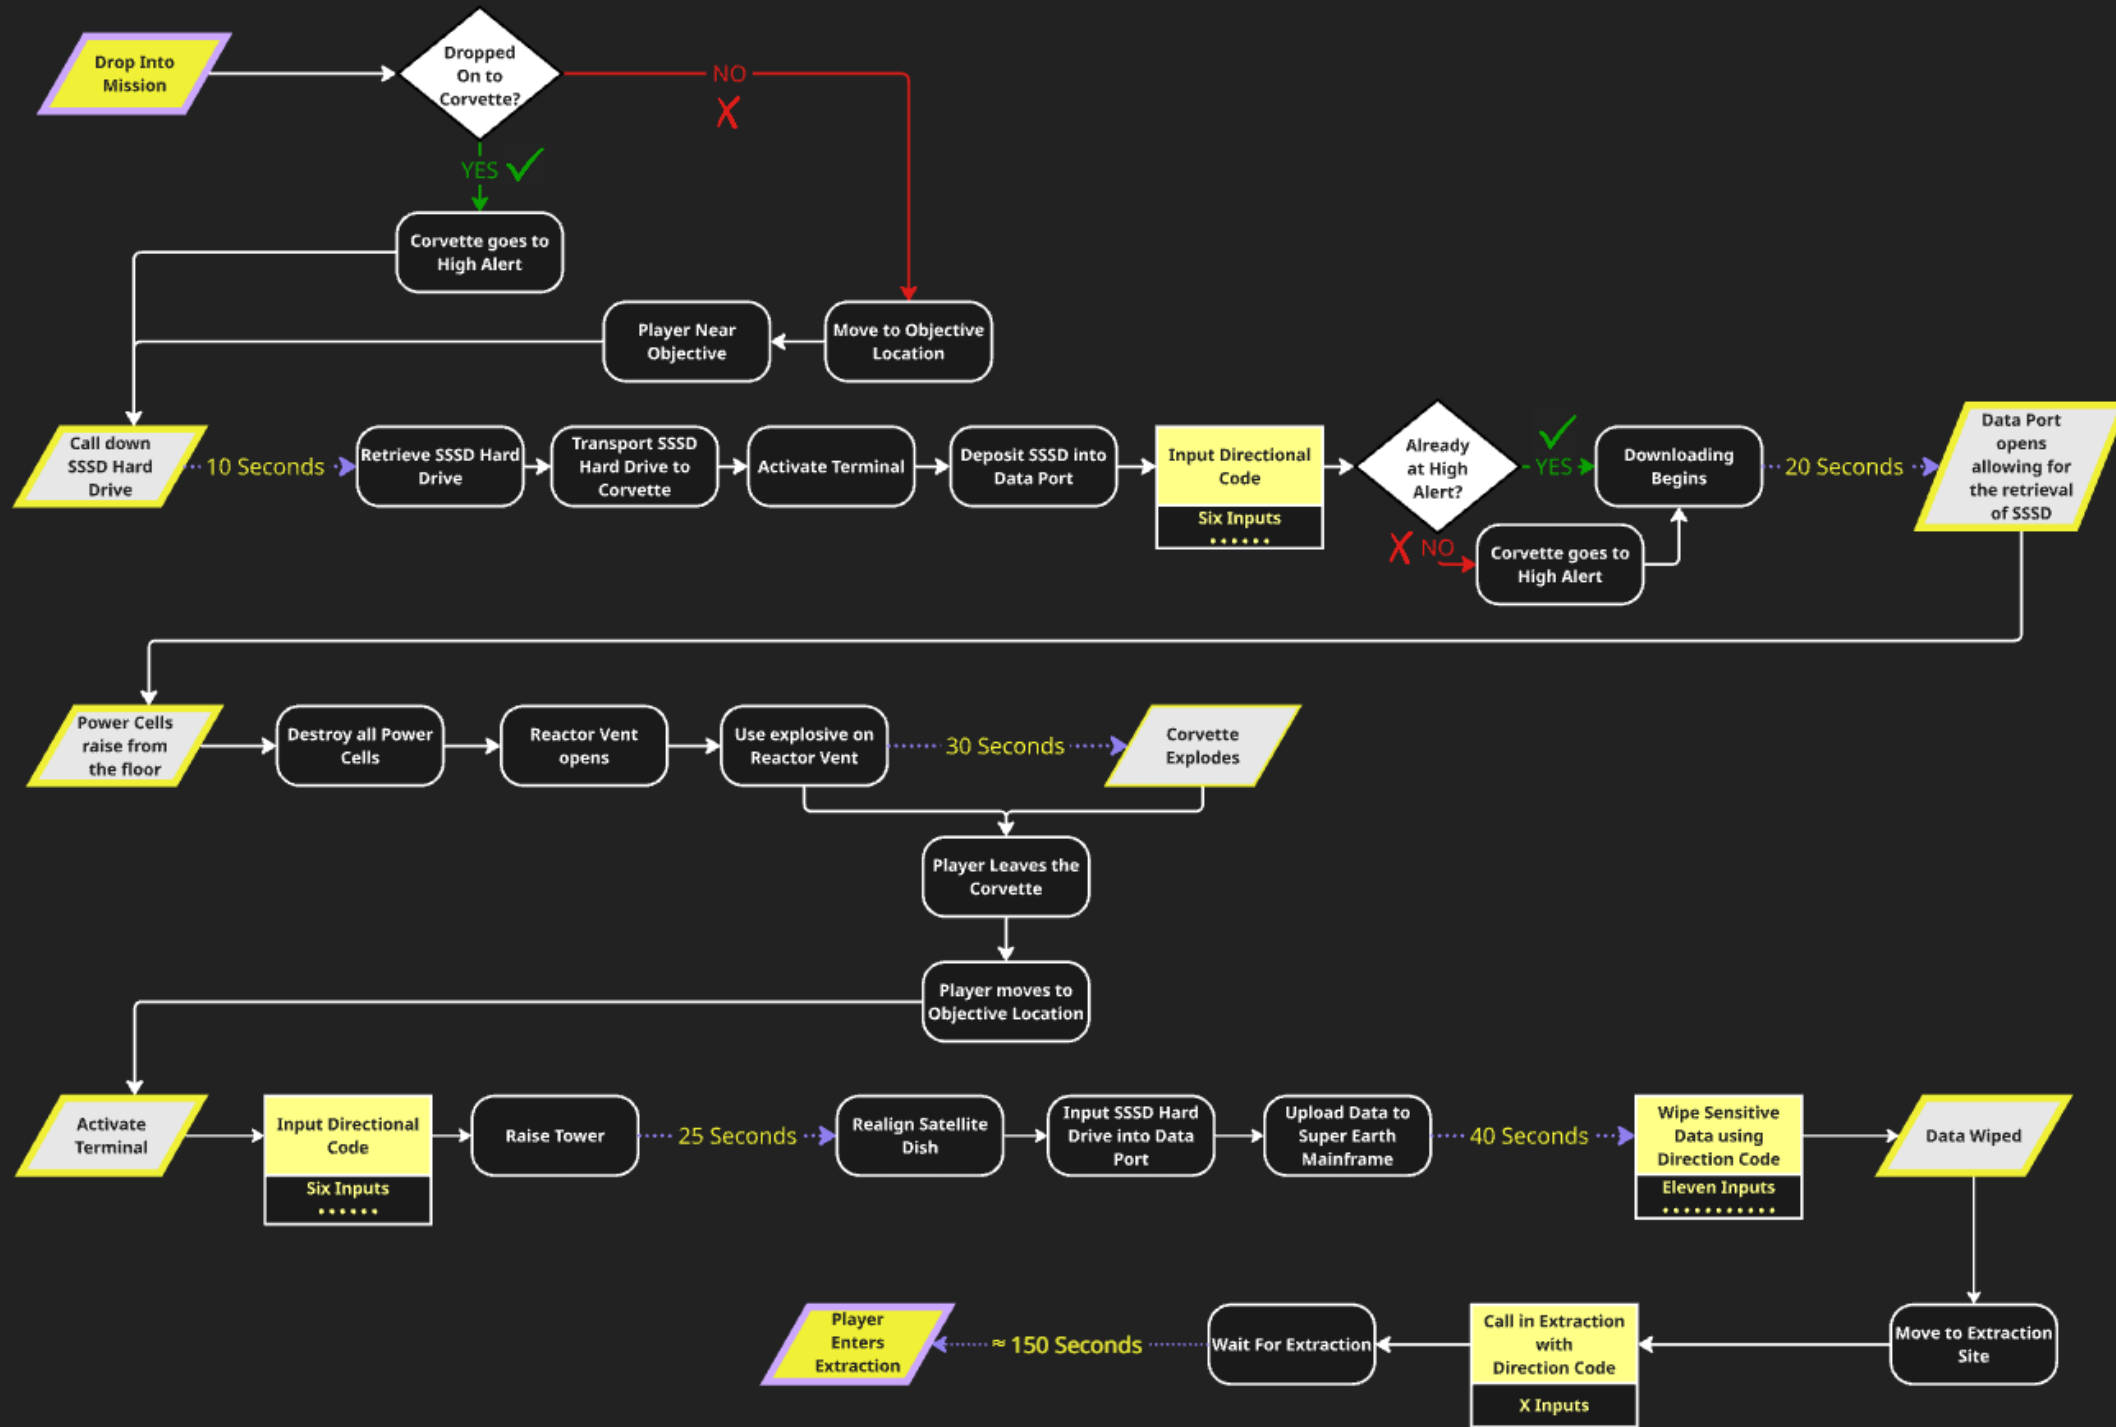 Drop Into
Mission
Dropped
On to
Corvette?
NO
X
YES
Corvette goes to
High Alert
Player Near
Objective
Move to Objective
Location
Call down
SSSD Hard
Drive
10 Seconds
Retrieve SSSD Hard
Drive
Transport SSSD
Hard Drive to
Corvette
Activate Terminal
Deposit SSSD into
Data Port
Input Directional
Code
Six Inputs
Already
at High
Alert?
YES
X NO
Corvette goes to
High Alert
Downloading
Begins
20 Seconds
Data Port
opens
allowing for
the retrieval
of SSSD
Power Cells
raise from
the floor
Destroy all Power
Cells
Reactor Vent
opens
Use explosive on
Reactor Vent
30 Seconds
Corvette
Explodes
Player Leaves the
Corvette
Player moves to
Objective Location
Activate
Terminal
Input Directional
Code
Six Inputs
Raise Tower
25 Seconds
Realign Satellite
Dish
Input SSSD Hard
Drive into Data
Port
Upload Data to
Super Earth
Mainframe
40 Seconds
Wipe Sensitive
Data using
Direction Code
Eleven Inputs
Data Wiped
Move to Extraction
Site
Call in Extraction
with
Direction Code
X Inputs
Wait For Extraction
≈ 150 Seconds
Player
Enters
Extraction